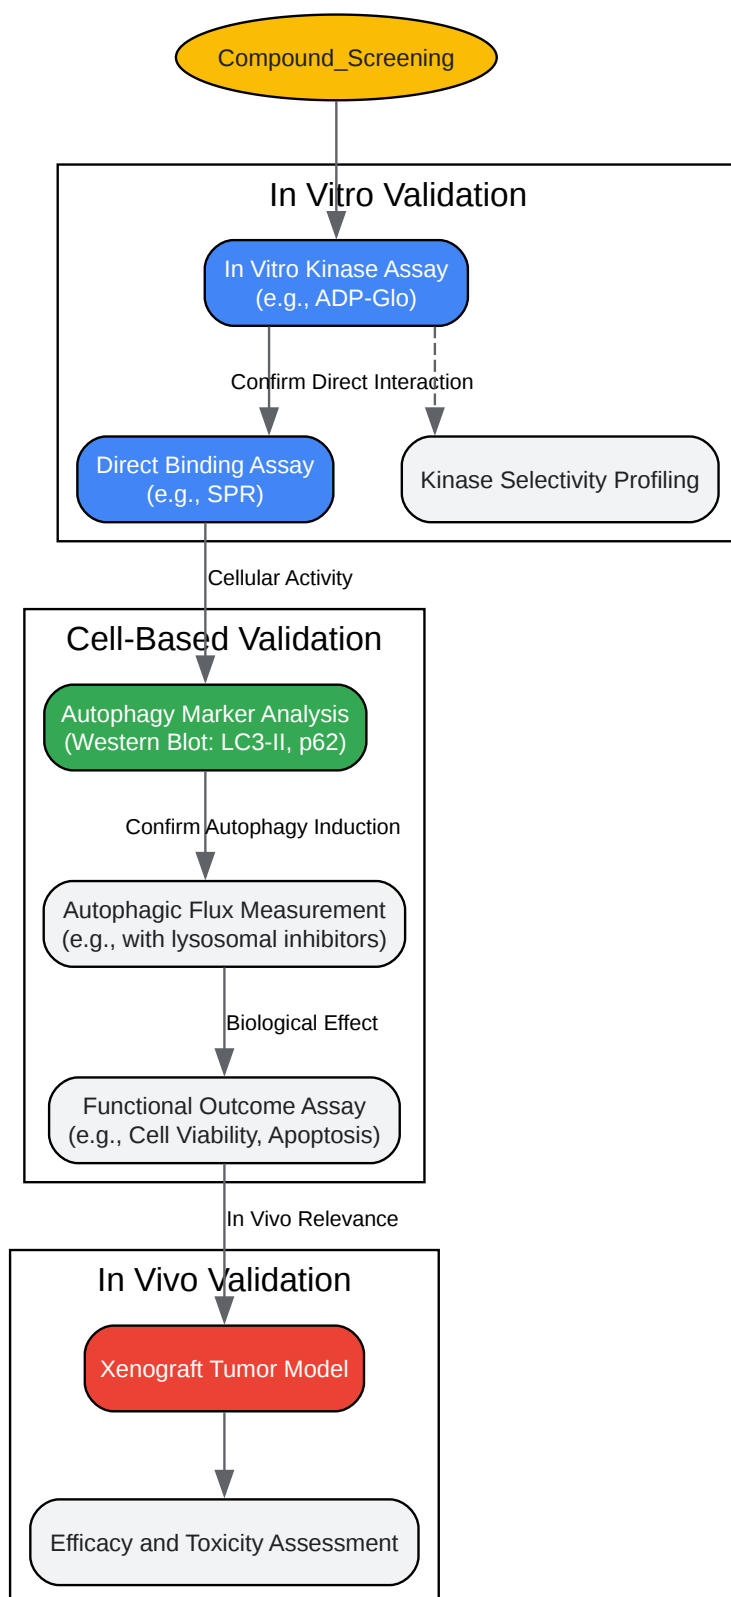 Compound_Screening
In Vitro Validation
In Vitro Kinase Assay
(e.g., ADP-Glo)
Confirm Direct Interaction
Direct Binding Assay
(e.g., SPR)
Kinase Selectivity Profiling
Cellular Activity
Cell-Based Validation
Autophagy Marker Analysis
(Western Blot: LC3-II, p62)
Confirm Autophagy Induction
Autophagic Flux Measurement
(e.g., with lysosomal inhibitors)
Biological Effect
Functional Outcome Assay
(e.g., Cell Viability, Apoptosis)
In Vivo Relevance
In Vivo Validation
Xenograft Tumor Model
Efficacy and Toxicity Assessment